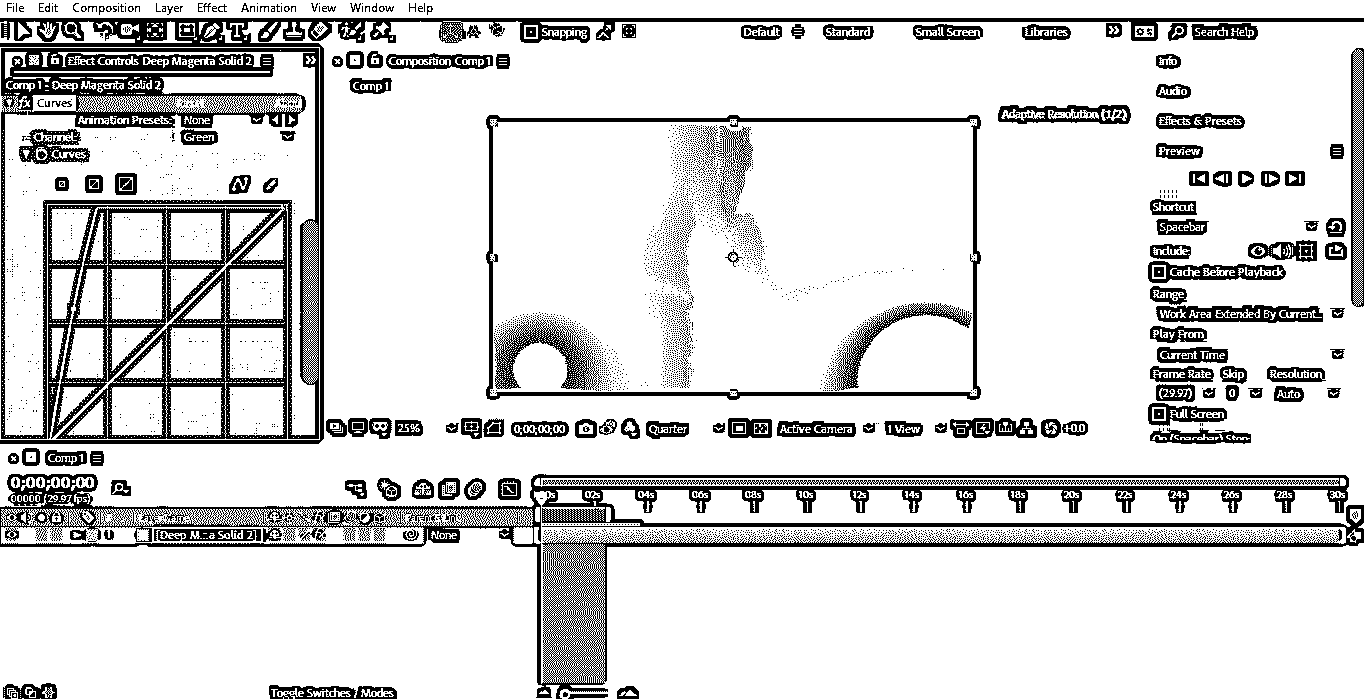 File Edit Composition Layer Effect Animation View Window Help
Snapping Default Standard Small Screen Libraries Search Help
Effect Controls Deep Magenta Solid 2
Comp 1 - Deep Magenta Solid 2
fx Curves
Animation Presets: None
Channel: Green
Curves
Composition Comp 1
Comp 1
Adaptive Resolution (1/2)
25% 0;00;00;00 Quarter Active Camera 1 View +0.0
Info
Audio
Effects & Presets
Preview
Shortcut
Spacebar
Include:
Cache Before Playback
Range
Work Area Extended By Current...
Play From
Current Time
Frame Rate Skip Resolution
(29.97) 0 Auto
Full Screen
On (Spacebar) Stop:
Comp 1
0;00;00;00
00000 (29.97 fps)
00s 02s 04s 06s 08s 10s 12s 14s 16s 18s 20s 22s 24s 26s 28s 30s
[Deep M...a Solid 2] None
Toggle Switches / Modes